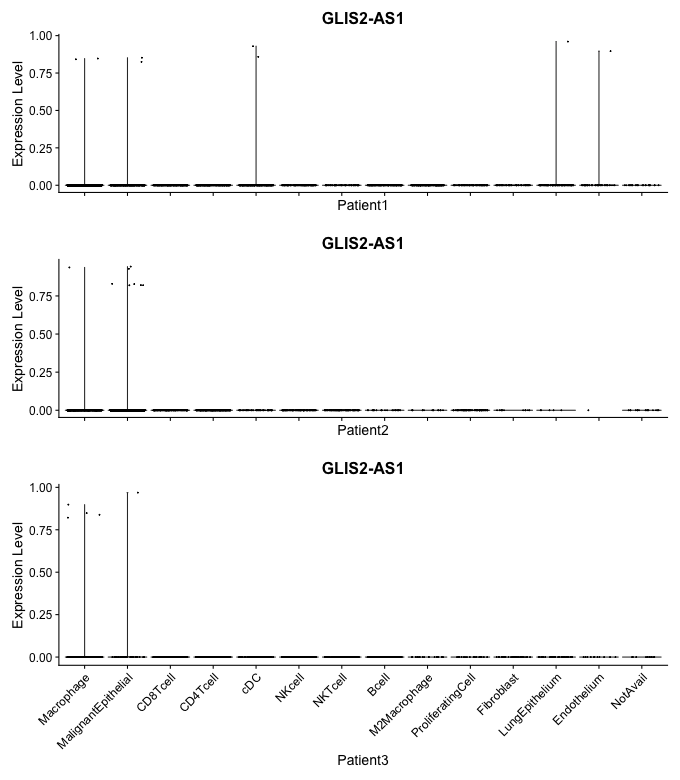 GLIS2-AS1
Expression Level
1.00
0.75
0.50
0.25
0.00
Patient1
GLIS2-AS1
Expression Level
0.75
0.50
0.25
0.00
Patient2
GLIS2-AS1
Expression Level
1.00
0.75
0.50
0.25
0.00
Macrophage
MalignantEpithelial
CD8Tcell
CD4Tcell
cDC
NKcell
NKTcell
Bcell
M2Macrophage
ProliferatingCell
Fibroblast
LungEpithelium
Endothelium
NotAvail
Patient3